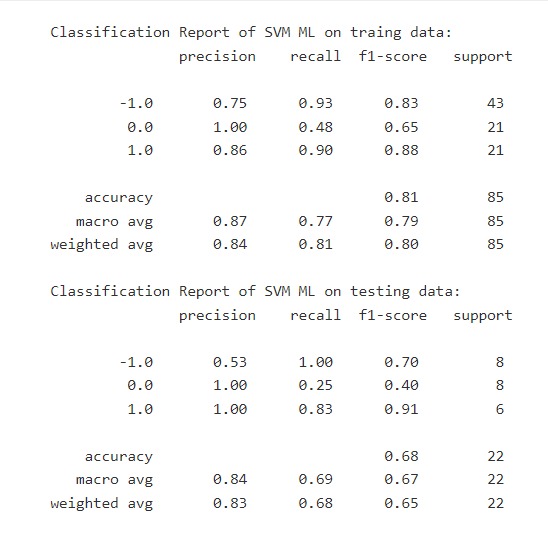 Classification Report of SVM ML on traing data:
precision recall f1-score support
-1.0 0.75 0.93 0.83 43
0.0 1.00 0.48 0.65 21
1.0 0.86 0.90 0.88 21
accuracy 0.81 85
macro avg 0.87 0.77 0.79 85
weighted avg 0.84 0.81 0.80 85
Classification Report of SVM ML on testing data:
precision recall f1-score support
-1.0 0.53 1.00 0.70 8
0.0 1.00 0.25 0.40 8
1.0 1.00 0.83 0.91 6
accuracy 0.68 22
macro avg 0.84 0.69 0.67 22
weighted avg 0.83 0.68 0.65 22